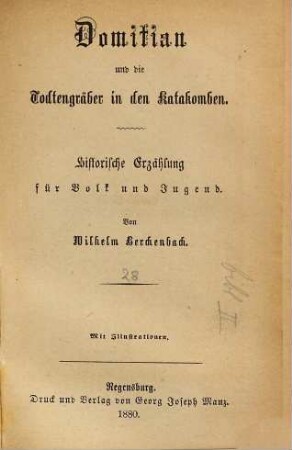 Domitian
und die
Todtengräber in den Katakomben.
Historische Erzählung
für Volk und Jugend.
Von
Wilhelm Herchenbach.
28
Mit Illustrationen.
Regensburg.
Druck und Verlag von Georg Joseph Manz.
1880.